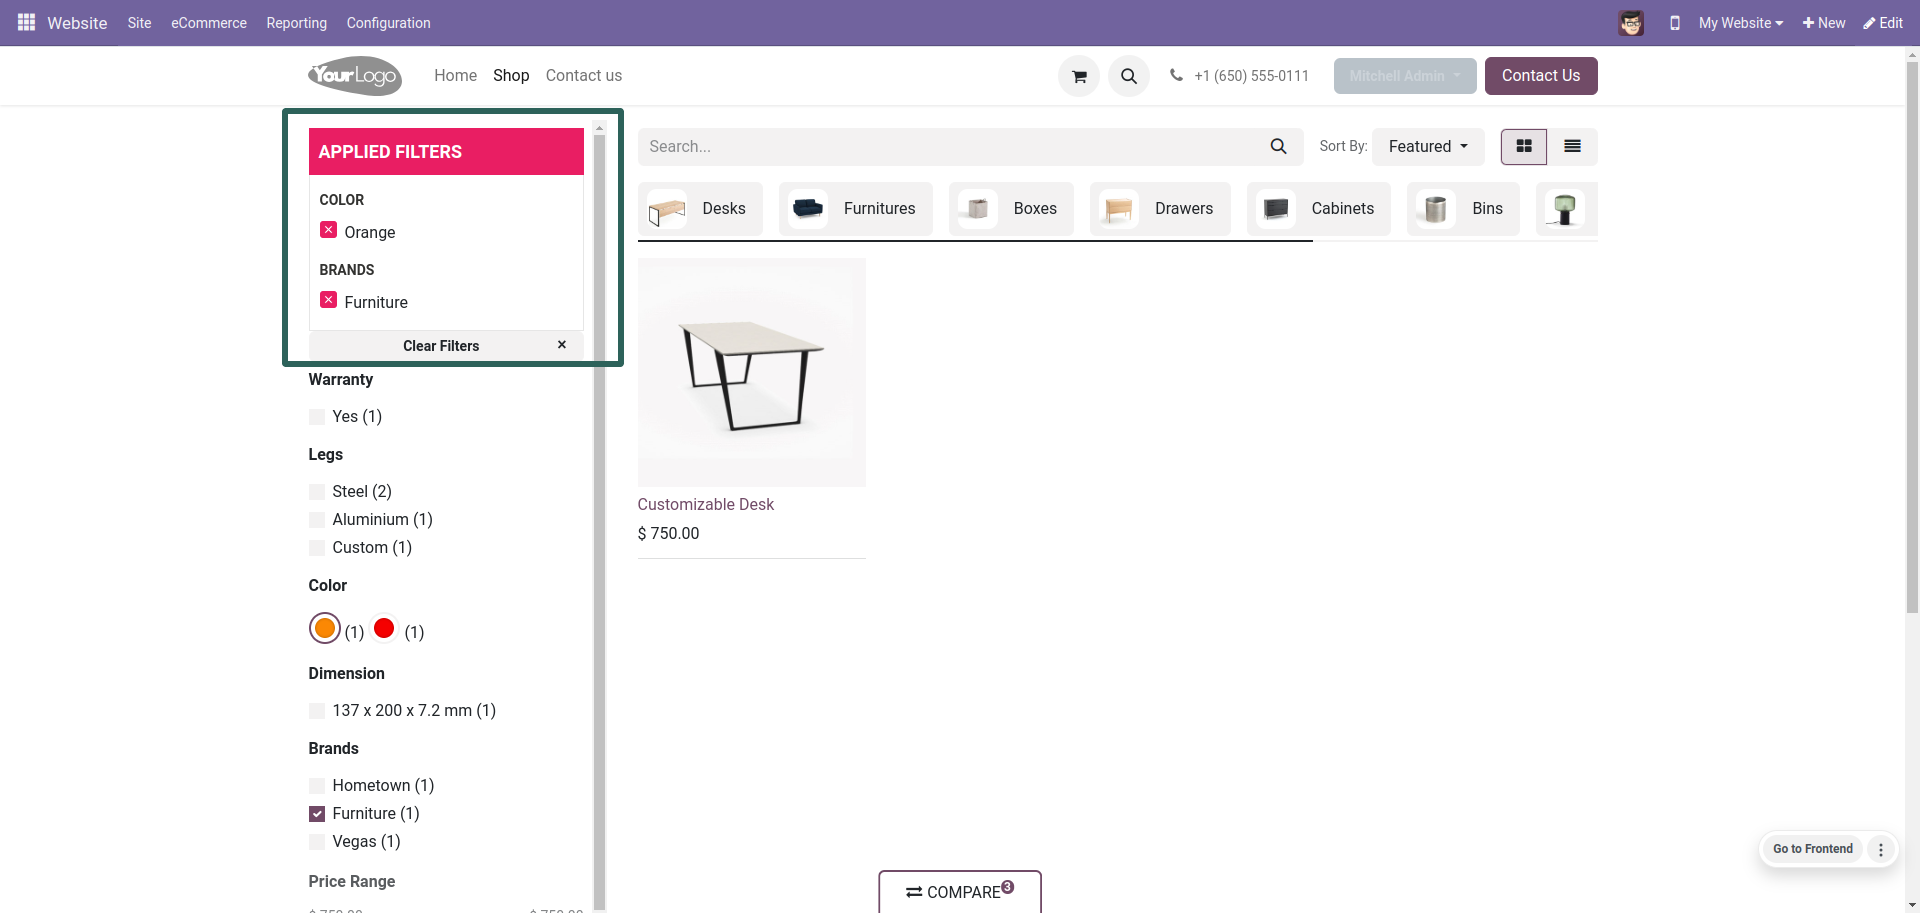 Website Site eCommerce Reporting Configuration My Website New Edit
YourLogo Home Shop Contact us +1 (650) 555-0111 Mitchell Admin Contact Us
APPLIED FILTERS
COLOR
Orange
BRANDS
Furniture
Clear Filters ×
Search... Sort By: Featured
Desks Furnitures Boxes Drawers Cabinets Bins
Warranty
Yes (1)
Legs
Steel (2)
Aluminium (1)
Custom (1)
Color
(1) (1)
Dimension
137 x 200 x 7.2 mm (1)
Brands
Hometown (1)
Furniture (1)
Vegas (1)
Price Range
Customizable Desk
$ 750.00
Go to Frontend
COMPARE 3